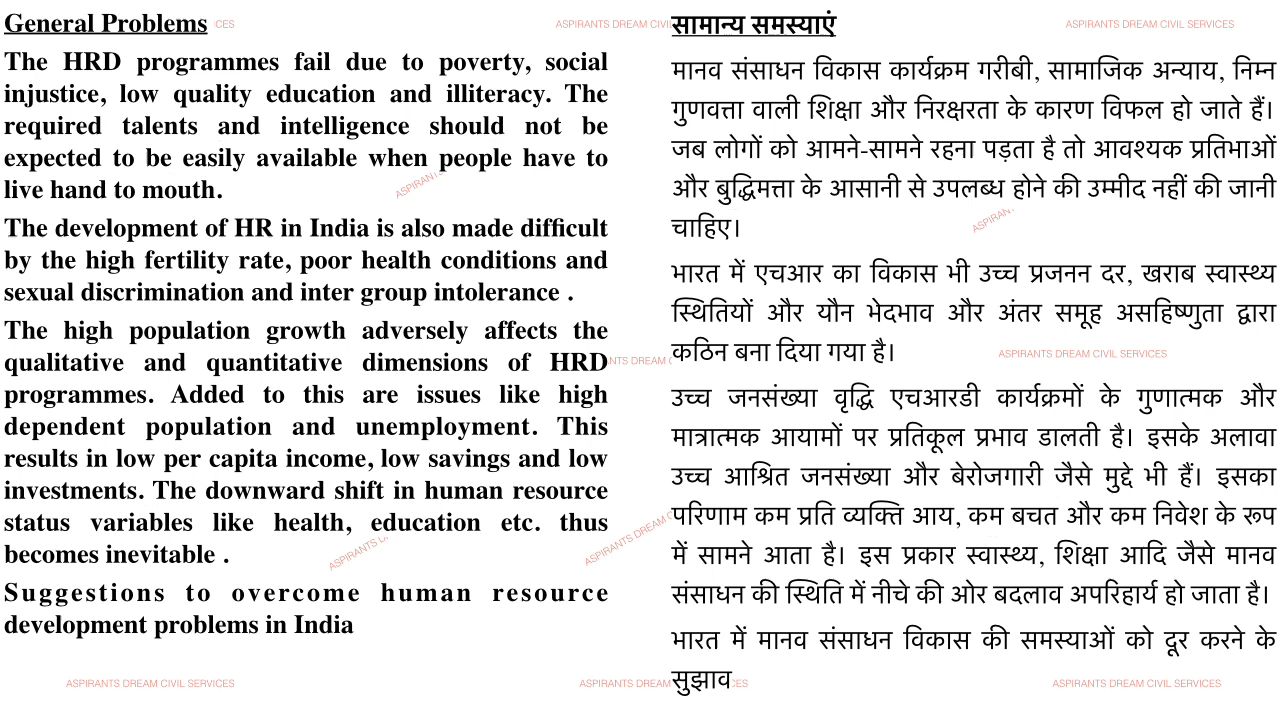 General Problems
The HRD programmes fail due to poverty, social
injustice, low quality education and illiteracy. The
required talents and intelligence should not be
expected to be easily available when people have to
live hand to mouth.
The development of HR in India is also made difficult
by the high fertility rate, poor health conditions and
sexual discrimination and inter group intolerance .
The high population growth adversely affects the
qualitative and quantitative dimensions of HRD
programmes. Added to this are issues like high
dependent population and unemployment. This
results in low per capita income, low savings and low
investments. The downward shift in human resource
status variables like health, education etc. thus
becomes inevitable .
Suggestions to overcome human resource
development problems in India
सामान्य समस्याएं
मानव संसाधन विकास कार्यक्रम गरीबी, सामाजिक अन्याय, निम्न
गुणवत्ता वाली शिक्षा और निरक्षरता के कारण विफल हो जाते हैं।
जब लोगों को आमने-सामने रहना पड़ता है तो आवश्यक प्रतिभाओं
और बुद्धिमत्ता के आसानी से उपलब्ध होने की उम्मीद नहीं की जानी
चाहिए।
भारत में एचआर का विकास भी उच्च प्रजनन दर, खराब स्वास्थ्य
स्थितियों और यौन भेदभाव और अंतर समूह असहिष्णुता द्वारा
कठिन बना दिया गया है।
उच्च जनसंख्या वृद्धि एचआरडी कार्यक्रमों के गुणात्मक और
मात्रात्मक आयामों पर प्रतिकूल प्रभाव डालती है। इसके अलावा
उच्च आश्रित जनसंख्या और बेरोजगारी जैसे मुद्दे भी हैं। इसका
परिणाम कम प्रति व्यक्ति आय, कम बचत और कम निवेश के रूप
में सामने आता है। इस प्रकार स्वास्थ्य, शिक्षा आदि जैसे मानव
संसाधन की स्थिति में नीचे की ओर बदलाव अपरिहार्य हो जाता है।
भारत में मानव संसाधन विकास की समस्याओं को दूर करने के
सुझाव
ASPIRANTS DREAM CIVIL SERVICES
ASPIRANTS DREAM CIVIL SERVICES
ASPIRANTS DREAM CIVIL SERVICES
ASPIRANTS DREAM CIVIL SERVICES